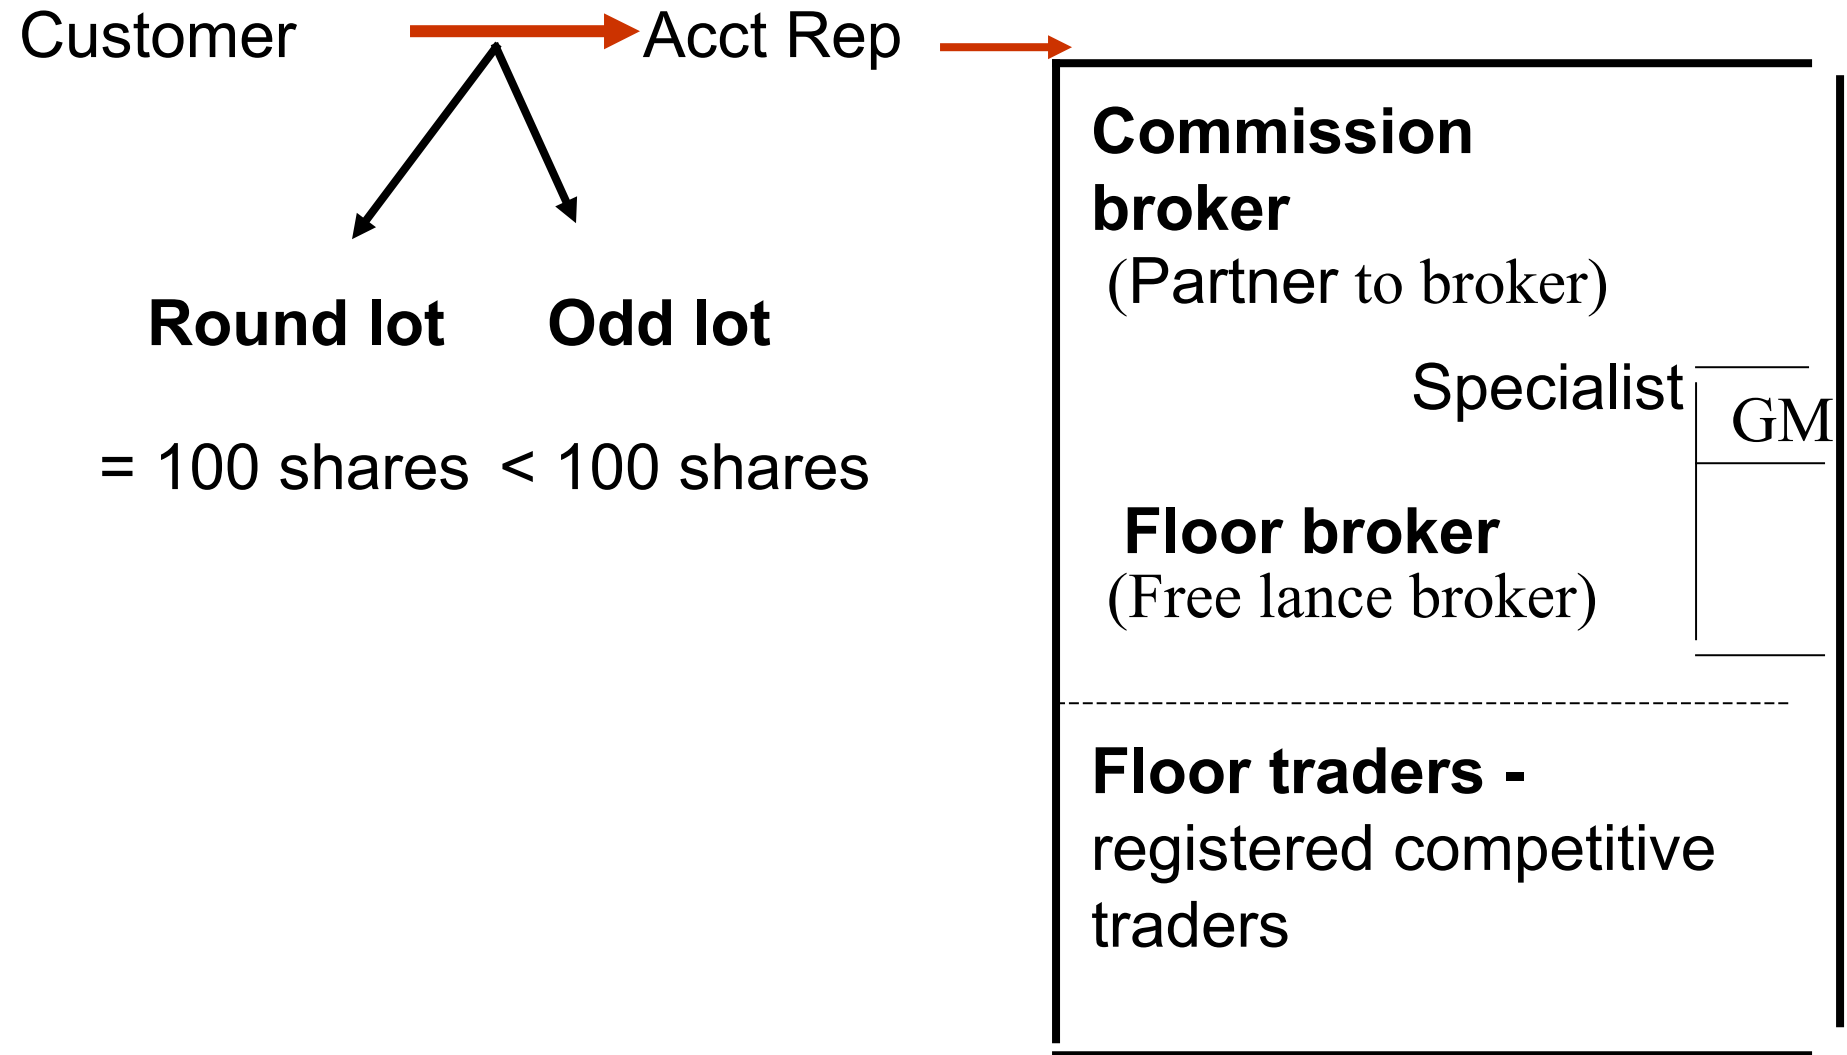 Customer
Acct Rep
Round lot
Odd lot
= 100 shares
< 100 shares
Commission
broker
(Partner to broker)
Specialist
GM
Floor broker
(Free lance broker)
Floor traders -
registered competitive
traders